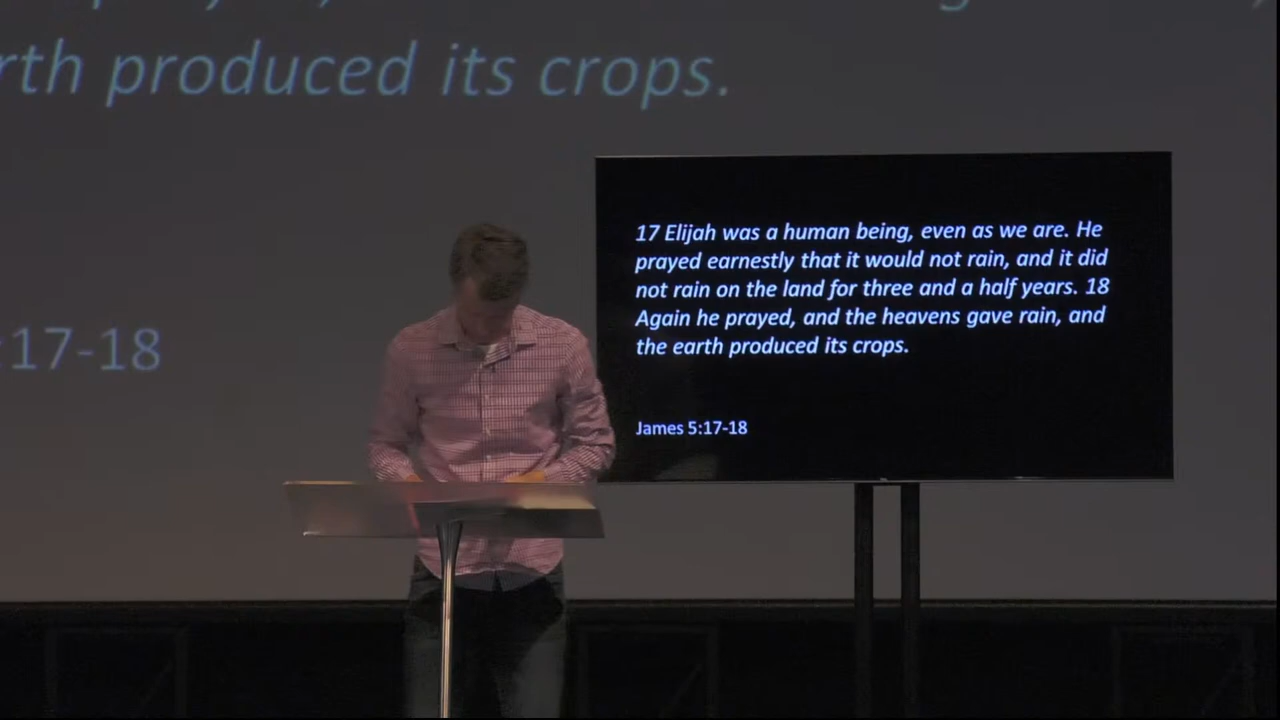 rth produced its crops.
:17-18
17 Elijah was a human being, even as we are. He
prayed earnestly that it would not rain, and it did
not rain on the land for three and a half years. 18
Again he prayed, and the heavens gave rain, and
the earth produced its crops.
James 5:17-18